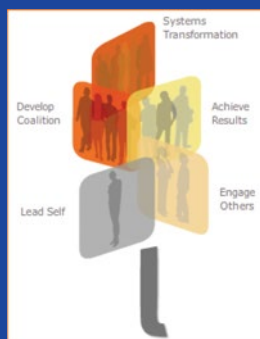 Systems
Transformation
Develop
Coalition
Achieve
Results
Lead Self
Engage
Others